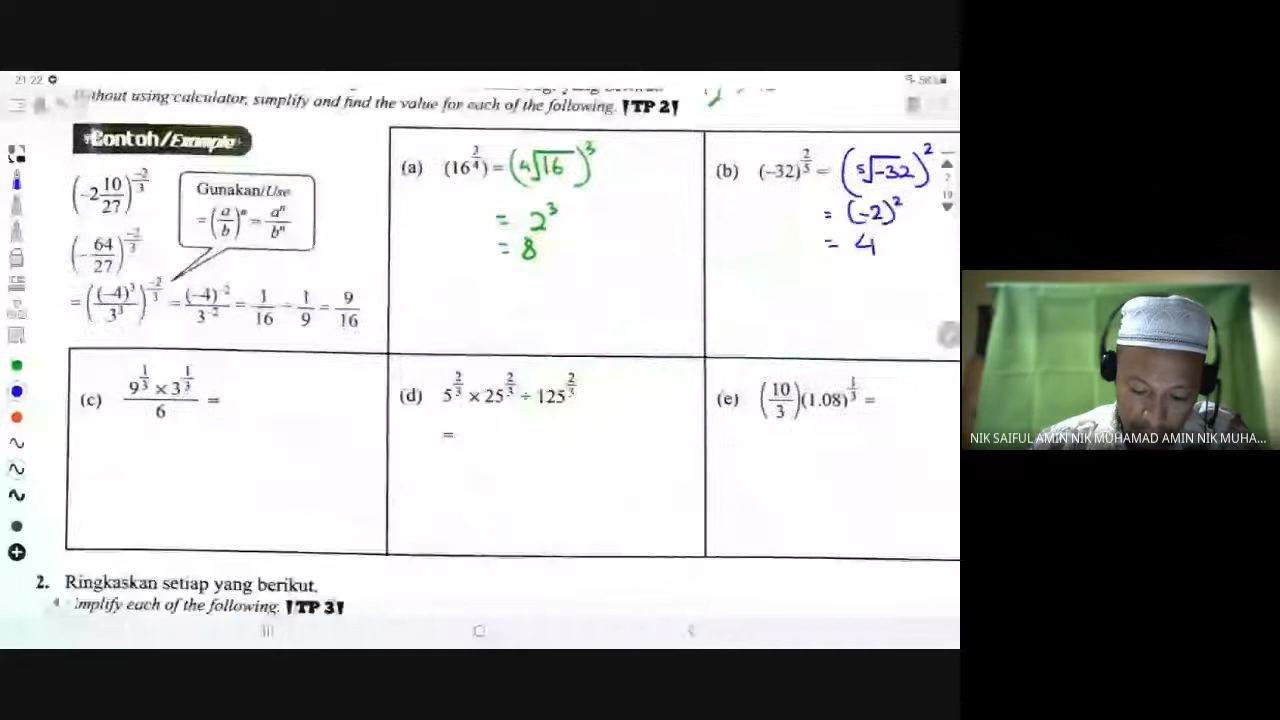 21:22
without using calculator, simplify and find the value for each of the following. TP 2
Contoh/Example
(-2 10/27)^(-2/3)
Gunakan/Use
= (a/b)^n = a^n/b^n
(-64/27)^(-2/3)
= ((-4)^3/3^3)^(-2/3) = (-4)^-2/3^-2 = 1/16 ÷ 1/9 = 9/16
(a) (16^(3/4)) = (4√16)^3
= 2^3
= 8
(b) (-32)^(2/5) = (5√-32)^2
= (-2)^2
= 4
(c) (9^(1/3) × 3^(1/3))/6 =
(d) 5^(2/3) × 25^(2/3) ÷ 125^(2/3)
=
(e) (10/3)(1.08)^(1/3) =
2. Ringkaskan setiap yang berikut.
implify each of the following. TP 3
NIK SAIFUL AMIN NIK MUHAMAD AMIN NIK MUHA...